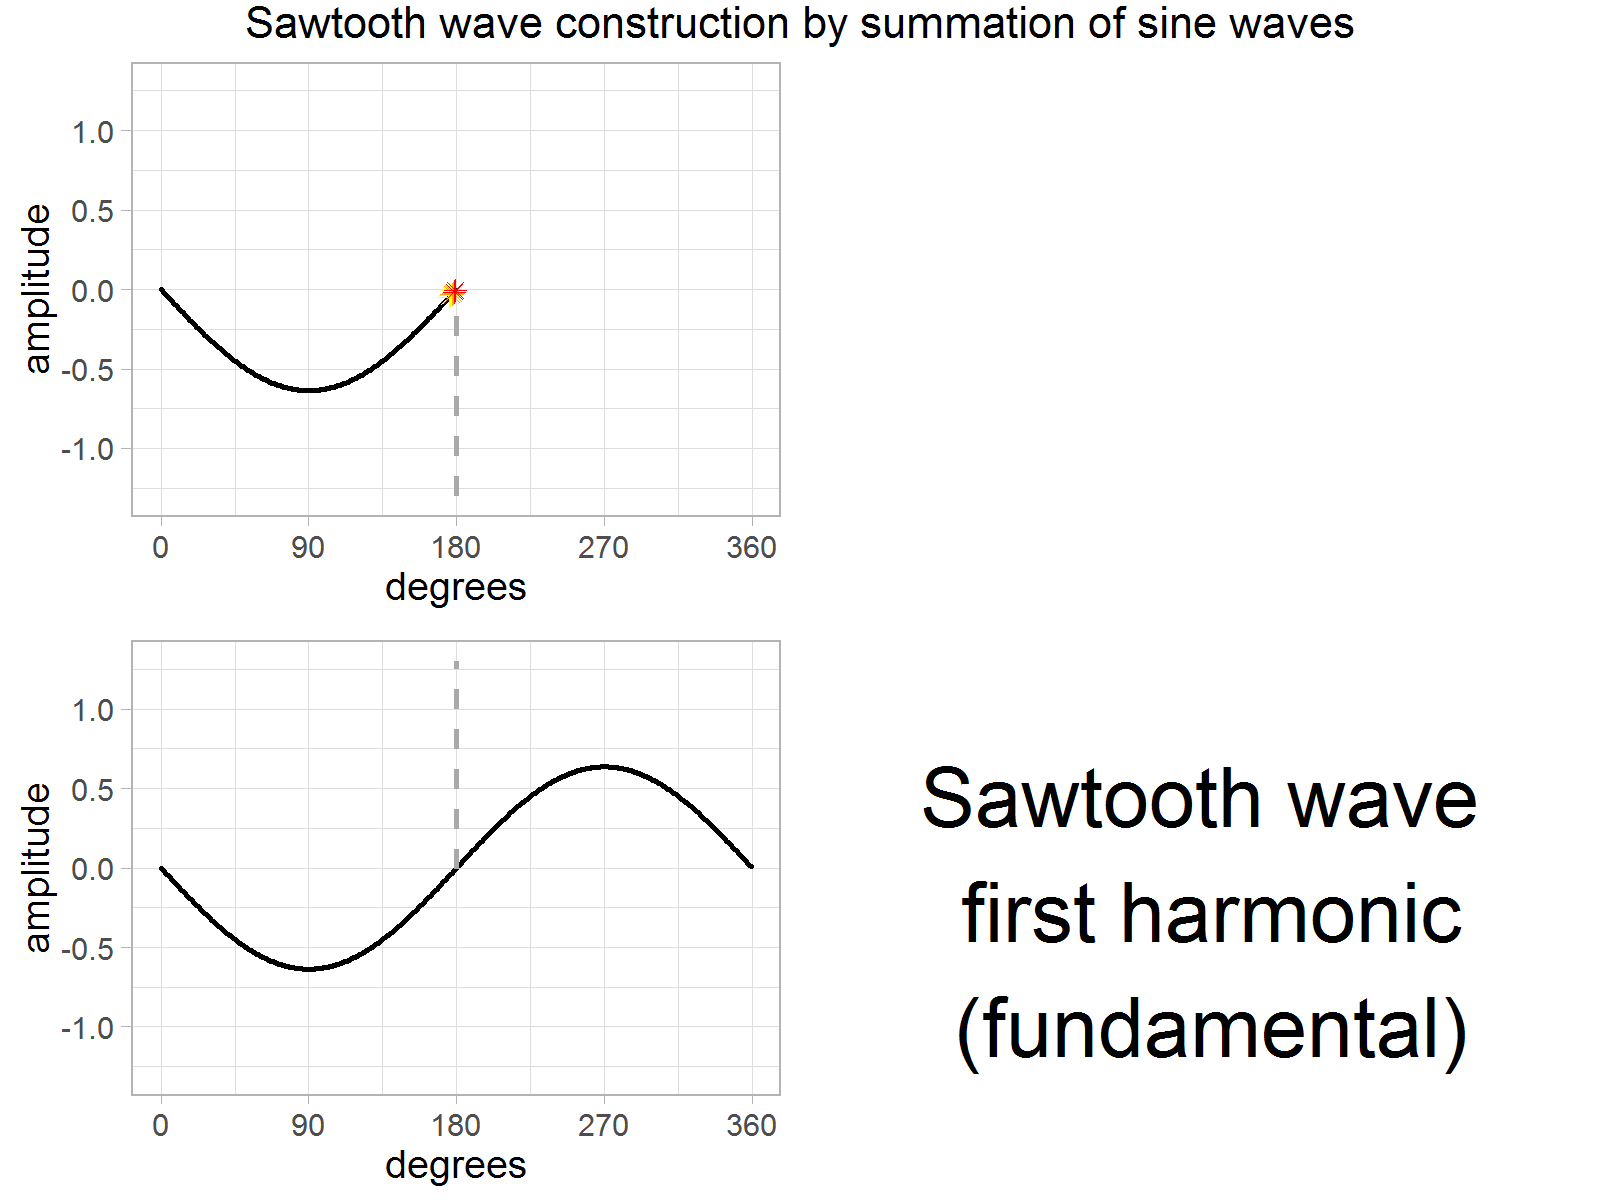 Sawtooth wave construction by summation of sine waves
amplitude
1.0
0.5
0.0
-0.5
-1.0
0 90 180 270 360
degrees
amplitude
1.0
0.5
0.0
-0.5
-1.0
0 90 180 270 360
degrees
Sawtooth wave
first harmonic
(fundamental)